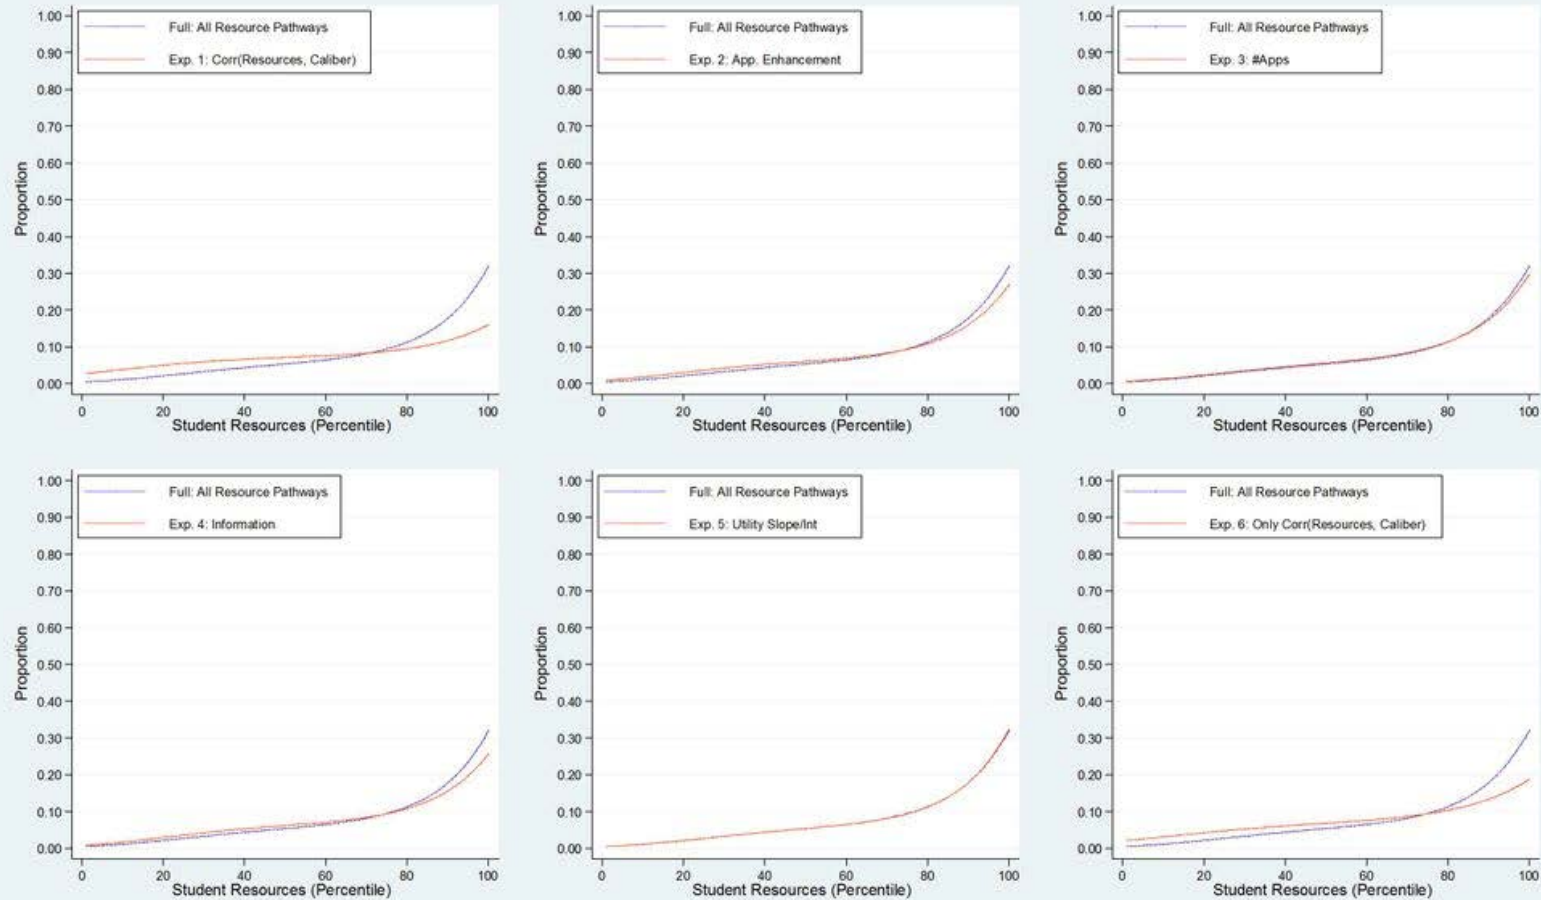 1.00
0.90
0.80
0.70
0.60
0.50
0.40
0.30
0.20
0.10
0.00
Proportion
Full: All Resource Pathways
Exp. 1: Corr(Resources, Caliber)
0 20 40 60 80 100
Student Resources (Percentile)
1.00
0.90
0.80
0.70
0.60
0.50
0.40
0.30
0.20
0.10
0.00
Proportion
Full: All Resource Pathways
Exp. 2: App. Enhancement
0 20 40 60 80 100
Student Resources (Percentile)
1.00
0.90
0.80
0.70
0.60
0.50
0.40
0.30
0.20
0.10
0.00
Proportion
Full: All Resource Pathways
Exp. 3: #Apps
0 20 40 60 80 100
Student Resources (Percentile)
1.00
0.90
0.80
0.70
0.60
0.50
0.40
0.30
0.20
0.10
0.00
Proportion
Full: All Resource Pathways
Exp. 4: Information
0 20 40 60 80 100
Student Resources (Percentile)
1.00
0.90
0.80
0.70
0.60
0.50
0.40
0.30
0.20
0.10
0.00
Proportion
Full: All Resource Pathways
Exp. 5: Utility Slope/Int
0 20 40 60 80 100
Student Resources (Percentile)
1.00
0.90
0.80
0.70
0.60
0.50
0.40
0.30
0.20
0.10
0.00
Proportion
Full: All Resource Pathways
Exp. 6: Only Corr(Resources, Caliber)
0 20 40 60 80 100
Student Resources (Percentile)